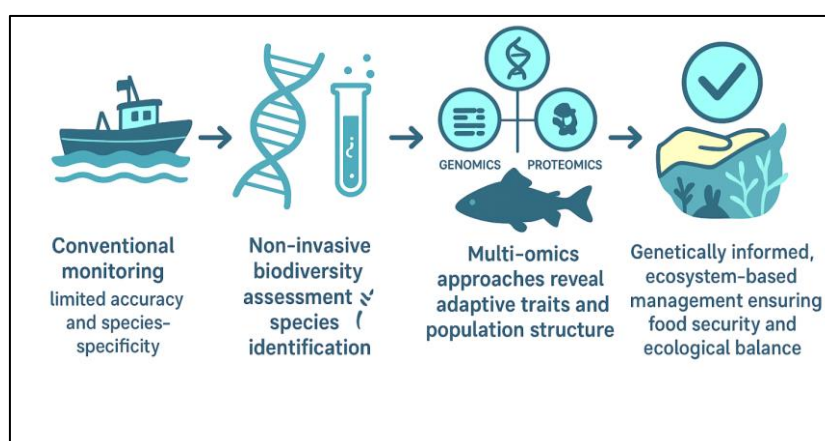 GENOMICS
PROTEOMICS
Conventional
monitoring
limited accuracy
and species-
specificity
Non-invasive
biodiversity
assessment
species
identification
Multi-omics
approaches reveal
adaptive traits and
population structure
Genetically informed,
ecosystem-based
management ensuring
food security and
ecological balance